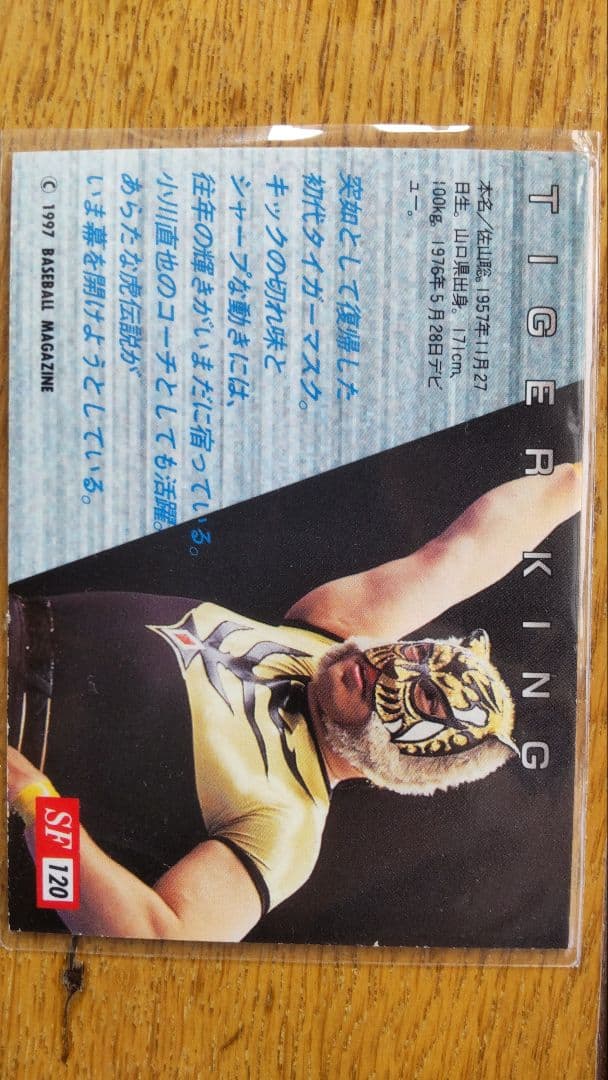 TIGER KING
本名／佐山聡。1957年11月27
日生。山口県出身。171cm、
100kg。1976年5月28日デビ
ュー。
突如として復帰した
初代タイガーマスク。
キックの切れ味と
シャープな動きには、
往年の輝きがいまだに宿っている。
小川直也のコーチとしても活躍。
あらたな虎伝説が
いま幕を開けようとしている。
© 1997 BASEBALL MAGAZINE
SF 120